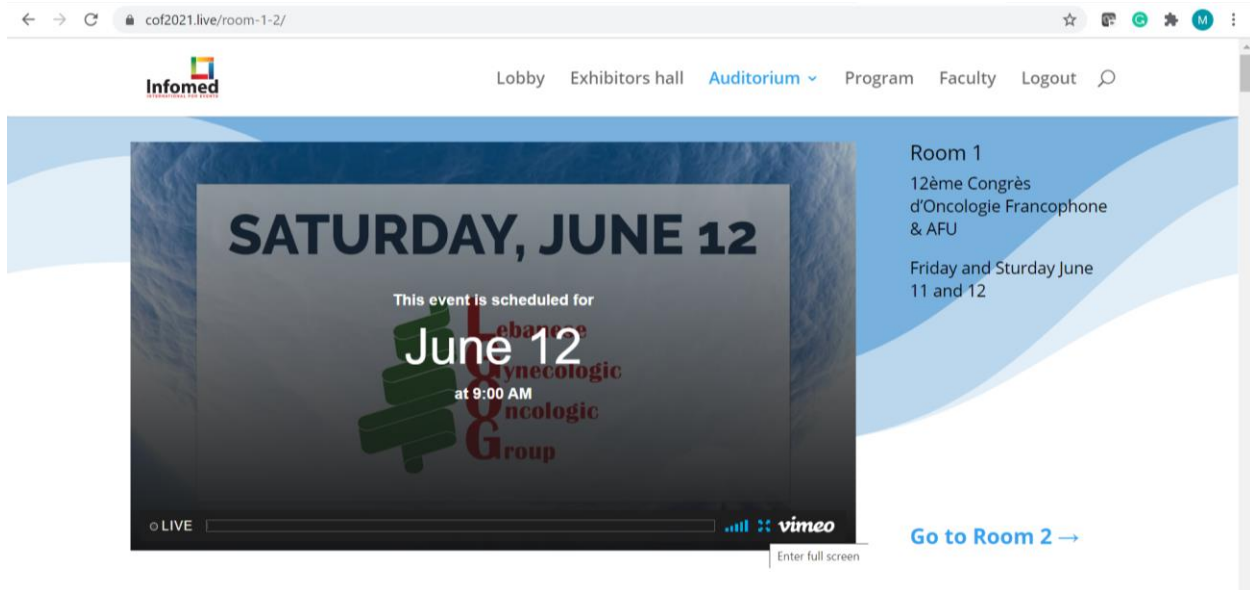 cof2021.live/room-1-2/
M
Infomed
Lobby Exhibitors hall Auditorium Program Faculty Logout
SATURDAY, JUNE 12
This event is scheduled for
June 12
at 9:00 AM
Lebanese
Gynecologic
Oncologic
Group
LIVE
vimeo
Enter full screen
Room 1
12ème Congrès
d'Oncologie Francophone
& AFU
Friday and Sturday June
11 and 12
Go to Room 2 →